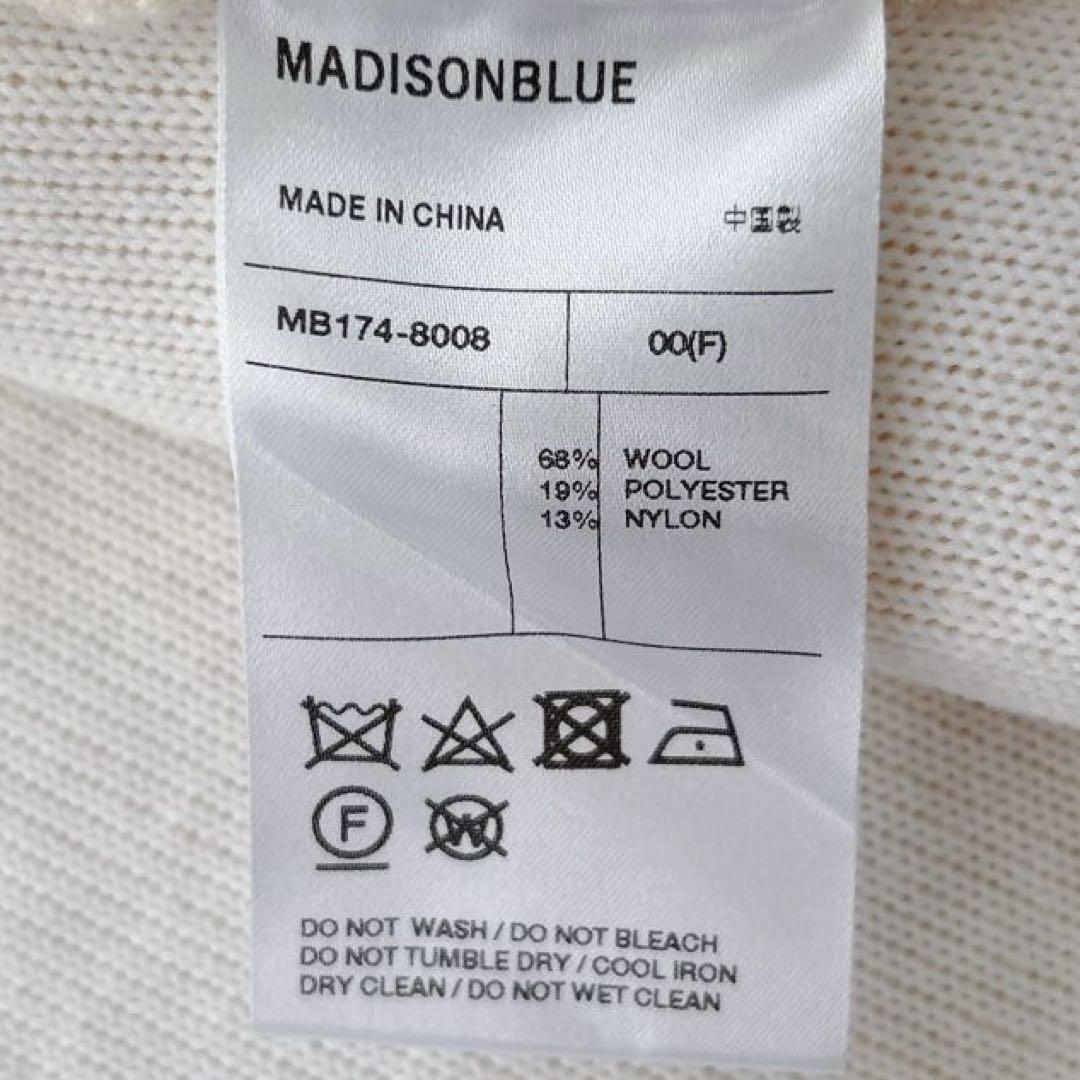 MADISONBLUE
MADE IN CHINA 中国製
MB174-8008 00(F)
68% WOOL
19% POLYESTER
13% NYLON
F W
DO NOT WASH / DO NOT BLEACH
DO NOT TUMBLE DRY / COOL IRON
DRY CLEAN / DO NOT WET CLEAN